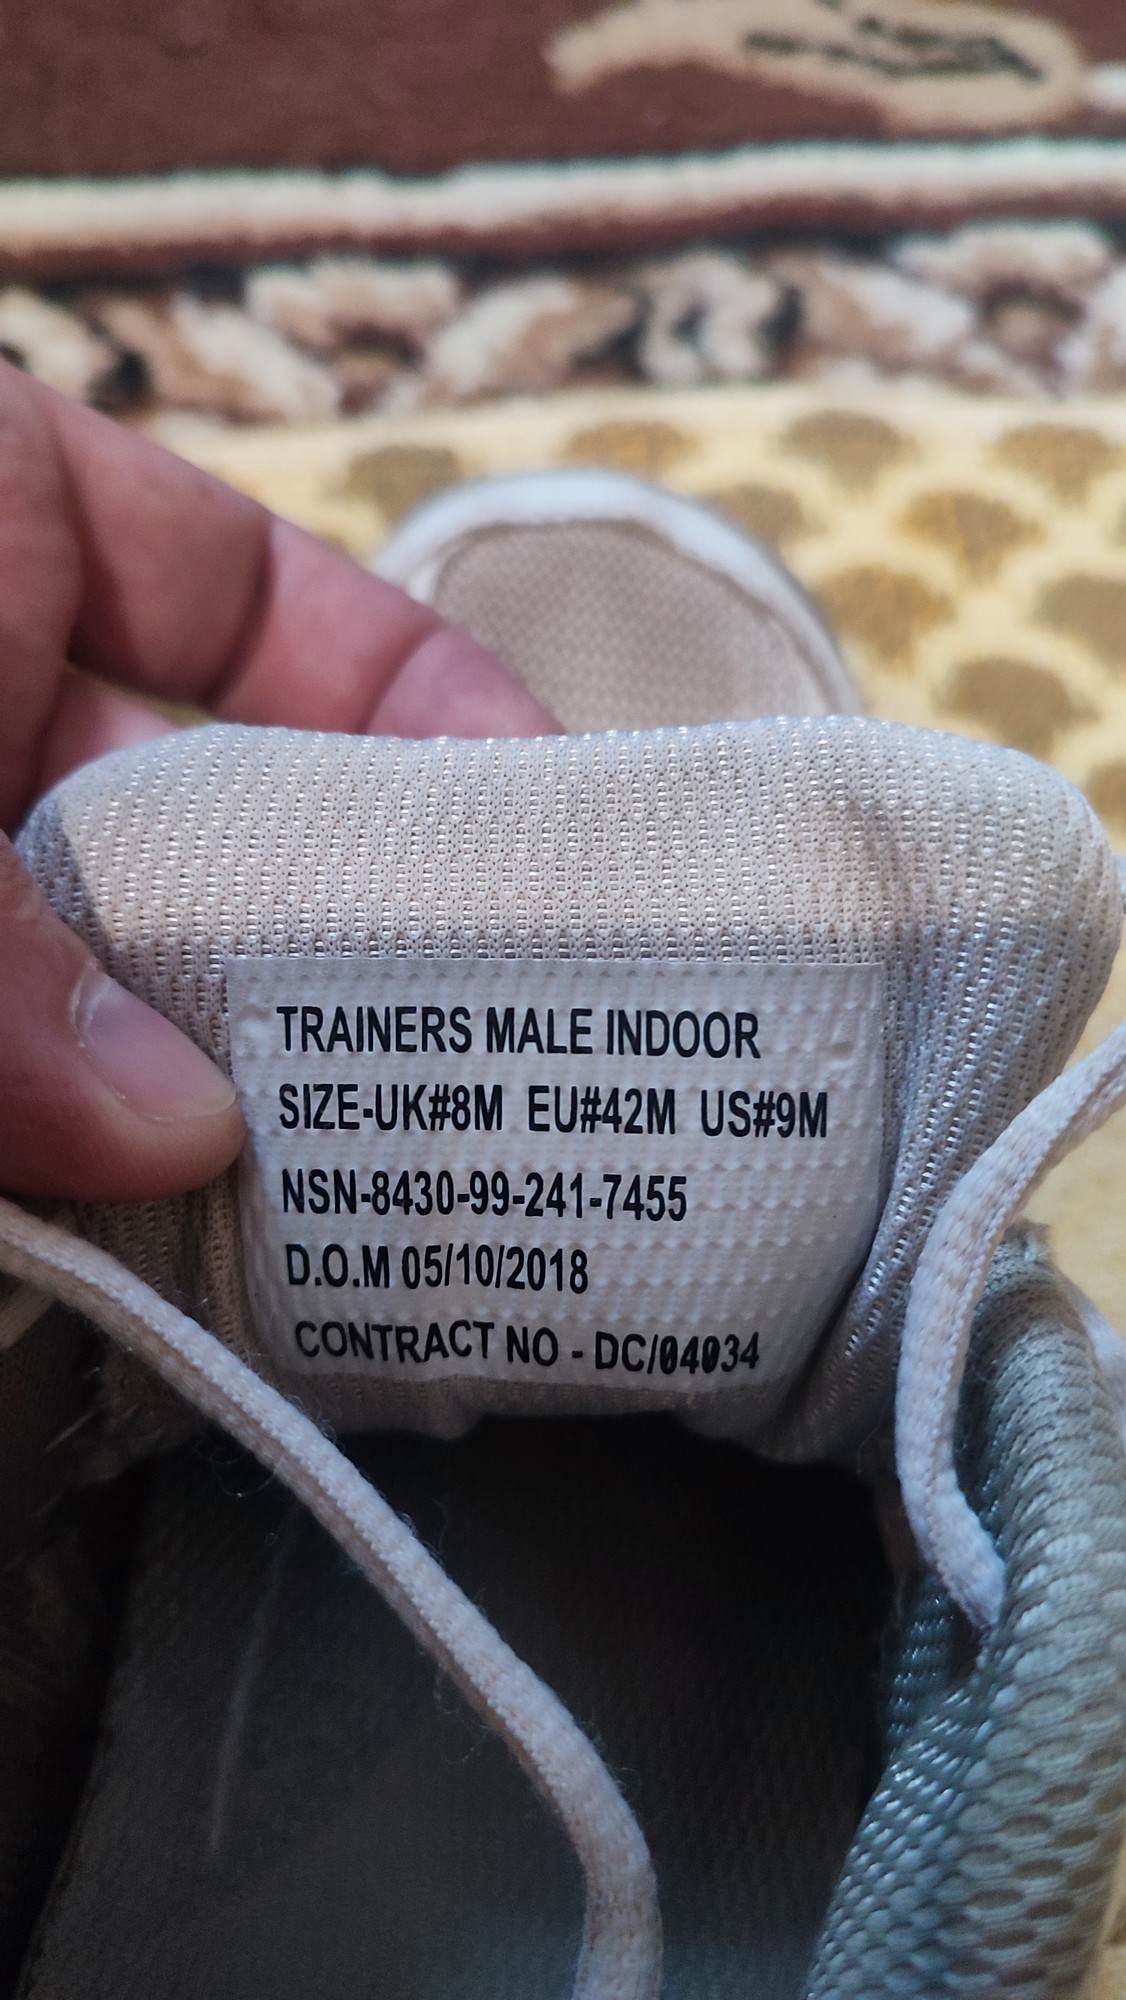 TRAINERS MALE INDOOR
SIZE-UK#8M EU#42M US#9M
NSN-8430-99-241-7455
D.O.M 05/10/2018
CONTRACT NO - DC/04034